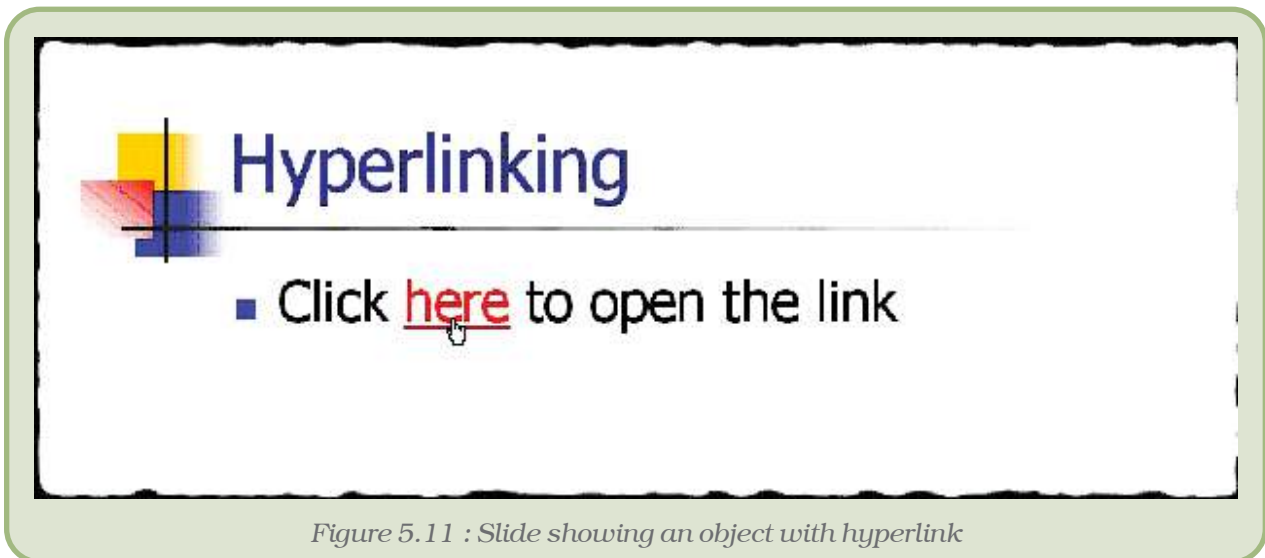 Hyperlinking
Click here to open the link
Figure 5.11 : Slide showing an object with hyperlink